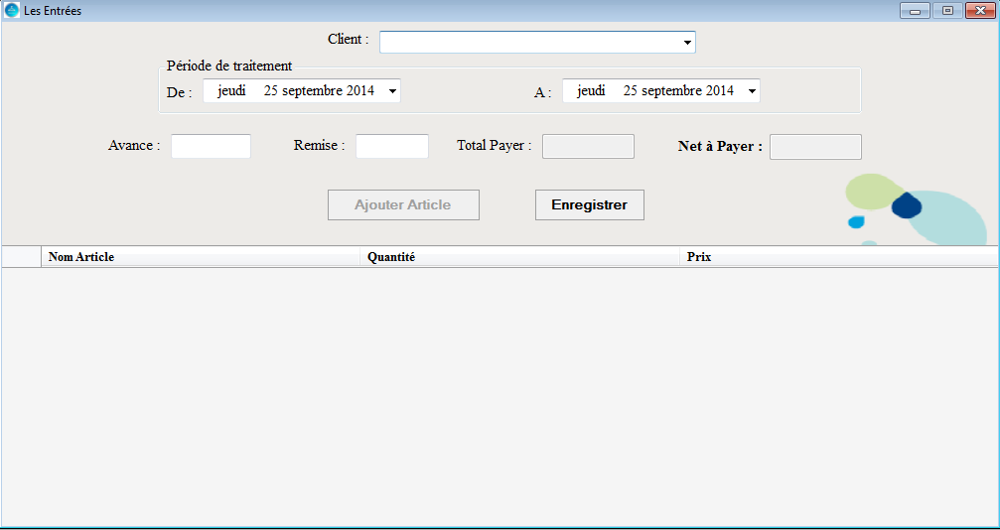 Les Entrées
Client :
Période de traitement
De : jeudi 25 septembre 2014 A : jeudi 25 septembre 2014
Avance : Remise : Total Payer : Net à Payer :
Ajouter Article Enregistrer
Nom Article Quantité Prix